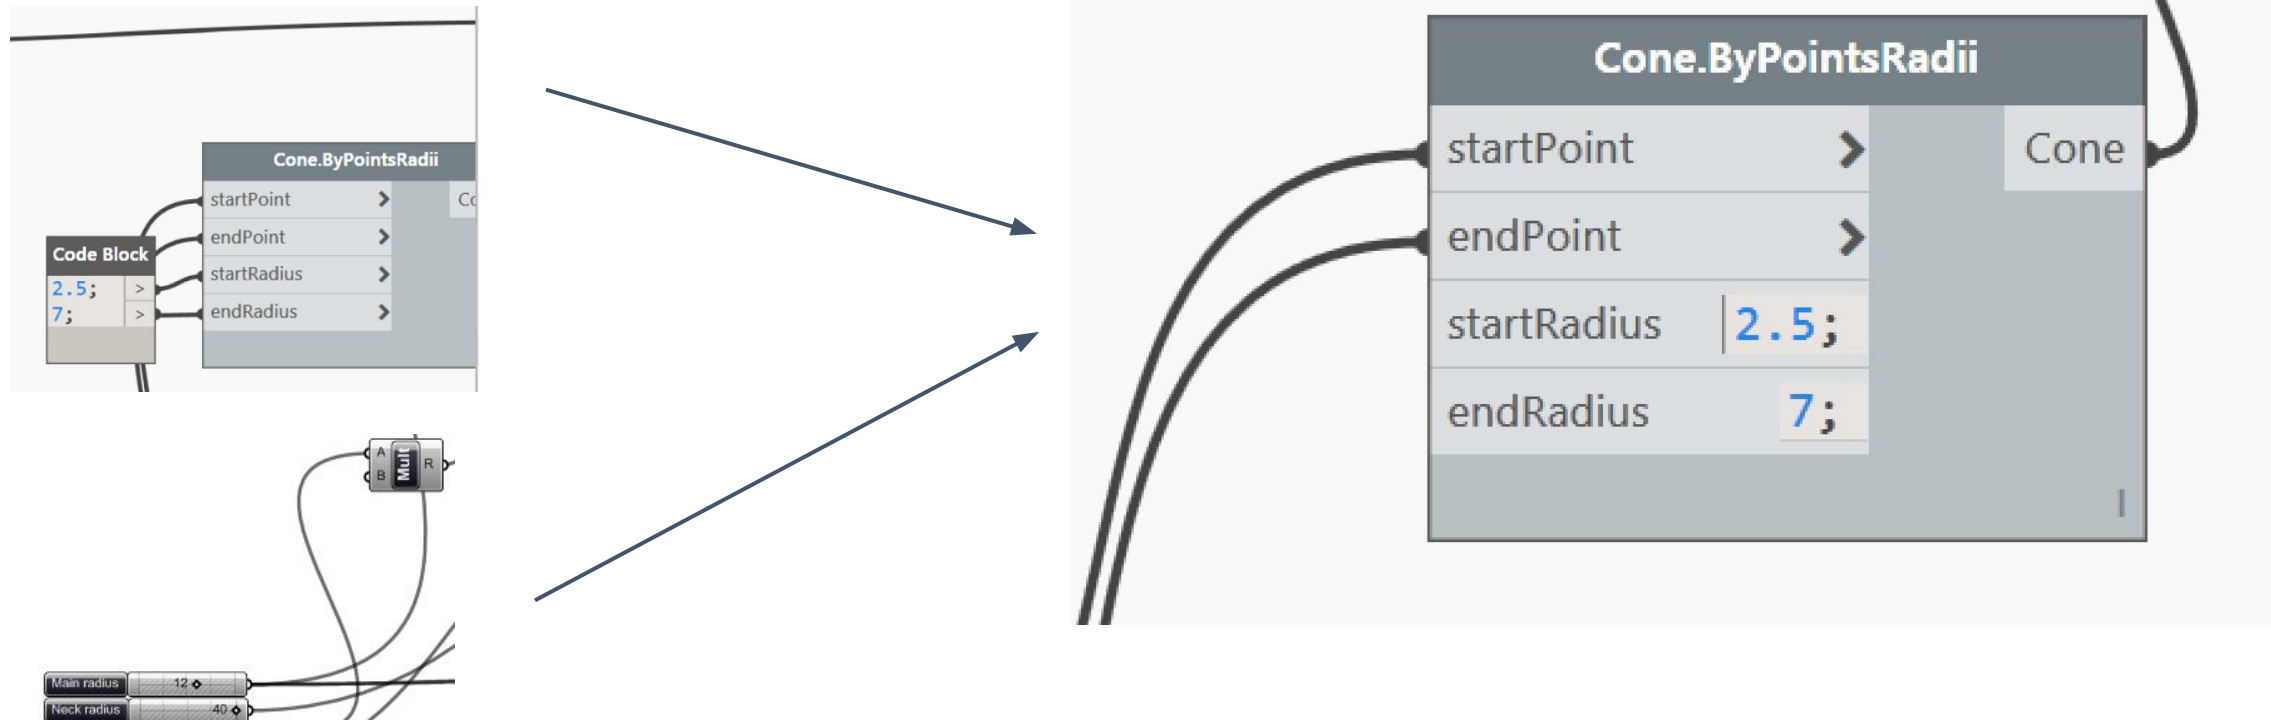 Cone.ByPointsRadii
startPoint
Co
endPoint
startRadius
endRadius
Code Block
2.5; >
7; >
A
B
Mult
R
Main radius 12
Neck radius 40
Cone.ByPointsRadii
startPoint
Cone
endPoint
startRadius 2.5;
endRadius 7;